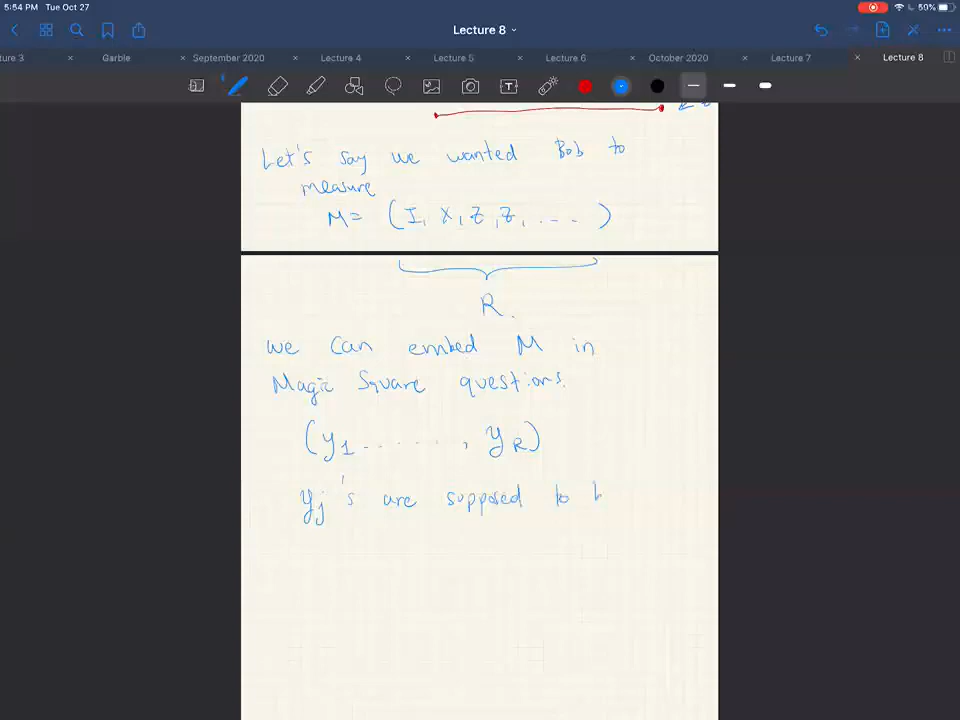 5:54 PM Tue Oct 27
50%
Lecture 8
ture 3
Garble
September 2020
Lecture 4
Lecture 5
Lecture 6
October 2020
Lecture 7
Lecture 8
Let's say we wanted Bob to
measure
M = (I, X, Z, Z, ....)
R.
we can embed M in
Magic Square questions.
(y1 ......, yR)
yj's are supposed to